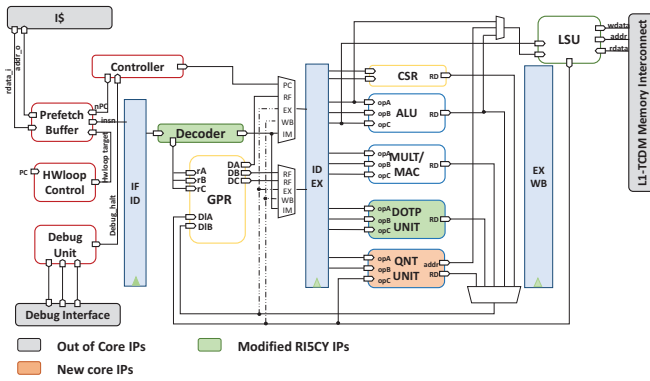 I$
rdata_i
addr_o
Controller
nPC
Prefetch
Buffer
insn
Hwloop target
PC
HWloop
Control
Debug_halt
Debug
Unit
Debug Interface
IF
ID
Decoder
rA
rB
rC
GPR
DA
DB
DC
DIA
DIB
PC
RF
EX
WB
IM
RF
RF
EX
WB
IM
ID
EX
CSR
RD
opA
opB
opC
ALU
RD
opA
opB
opC
MULT/
MAC
RD
opA
opB
opC
DOTP
UNIT
RD
opA
opB
opC
QNT
UNIT
addr
RD
EX
WB
LSU
wdata
addr
rdata
L1-TCDM Memory Interconnect
Out of Core IPs
Modified RI5CY IPs
New core IPs